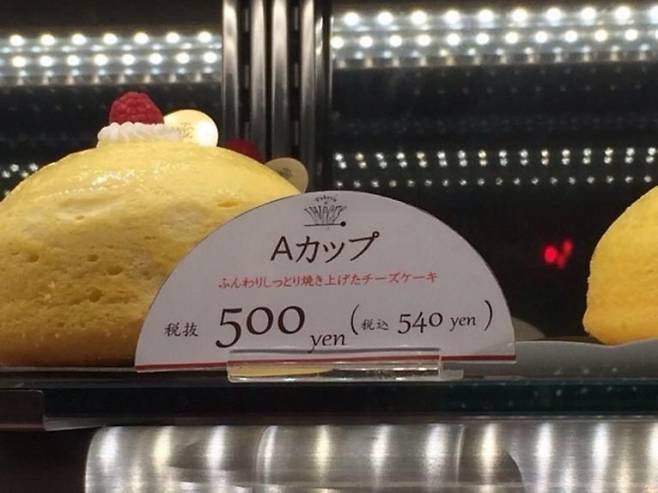 Aカップ
ふんわりしっとり焼き上げたチーズケーキ
税抜 500 yen (税込 540 yen)